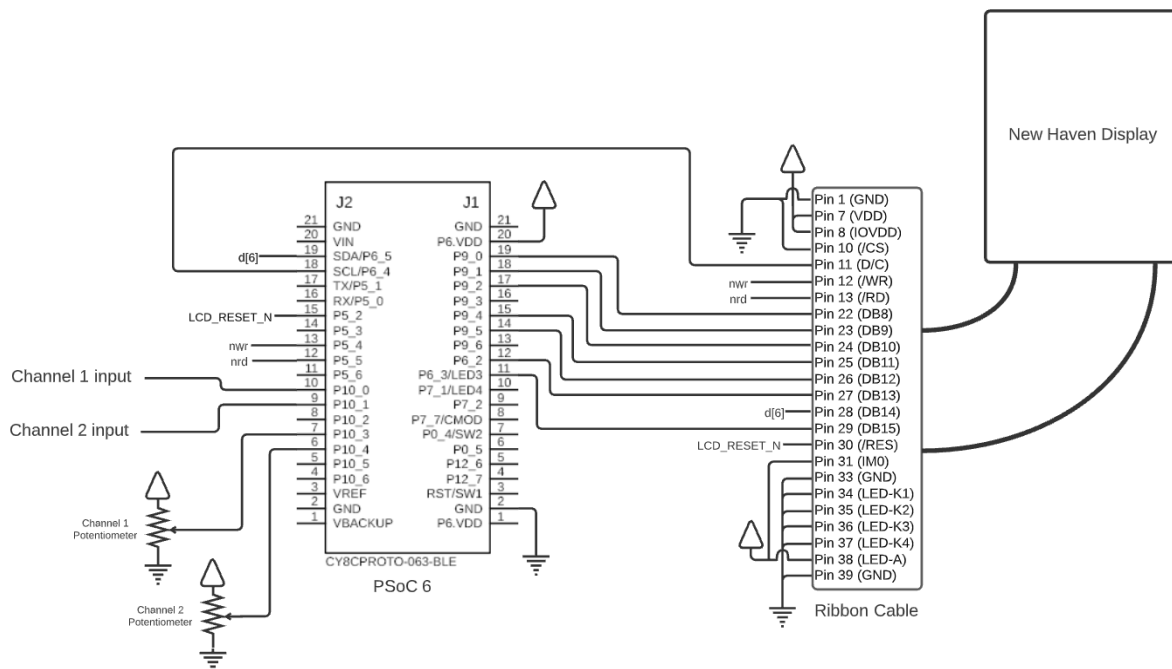 New Haven Display
J2
J1
21 GND
20 VIN
19 SDA/P6_5
18 SCL/P6_4
17 TX/P5_1
16 RX/P5_0
15 P5_2
14 P5_3
13 P5_4
12 P5_5
11 P5_6
10 P10_0
9 P10_1
8 P10_2
7 P10_3
6 P10_4
5 P10_5
4 P10_6
3 VREF
2 GND
1 VBACKUP
GND 21
P6.VDD 20
P9_0 19
P9_1 18
P9_2 17
P9_3 16
P9_4 15
P9_5 14
P9_6 13
P6_2 12
P6_3/LED3 11
P7_1/LED4 10
P7_2 9
P7_7/CMOD 8
P0_4/SW2 7
P0_5 6
P12_6 5
P12_7 4
RST/SW1 3
GND 2
P6.VDD 1
CY8CPROTO-063-BLE
PSoC 6
d[6]
LCD_RESET_N
nwr
nrd
Channel 1 input
Channel 2 input
Channel 1
Potentiometer
Channel 2
Potentiometer
nwr
nrd
d[6]
LCD_RESET_N
Pin 1 (GND)
Pin 7 (VDD)
Pin 8 (IOVDD)
Pin 10 (/CS)
Pin 11 (D/C)
Pin 12 (/WR)
Pin 13 (/RD)
Pin 22 (DB8)
Pin 23 (DB9)
Pin 24 (DB10)
Pin 25 (DB11)
Pin 26 (DB12)
Pin 27 (DB13)
Pin 28 (DB14)
Pin 29 (DB15)
Pin 30 (/RES)
Pin 31 (IM0)
Pin 33 (GND)
Pin 34 (LED-K1)
Pin 35 (LED-K2)
Pin 36 (LED-K3)
Pin 37 (LED-K4)
Pin 38 (LED-A)
Pin 39 (GND)
Ribbon Cable